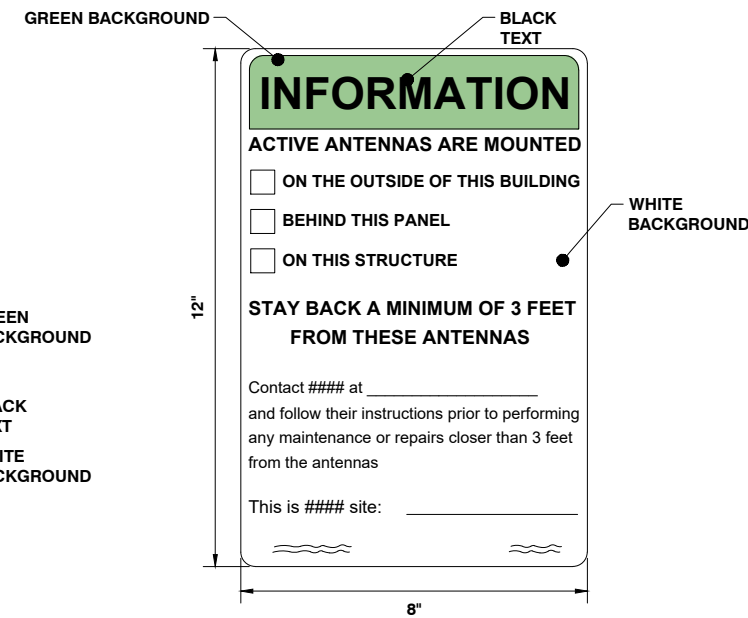 GREEN BACKGROUND
BLACK
TEXT
INFORMATION
ACTIVE ANTENNAS ARE MOUNTED
ON THE OUTSIDE OF THIS BUILDING
BEHIND THIS PANEL
ON THIS STRUCTURE
WHITE
BACKGROUND
12"
STAY BACK A MINIMUM OF 3 FEET
FROM THESE ANTENNAS
Contact #### at ___________________
and follow their instructions prior to performing
any maintenance or repairs closer than 3 feet
from the antennas
This is #### site: ___________________
8"